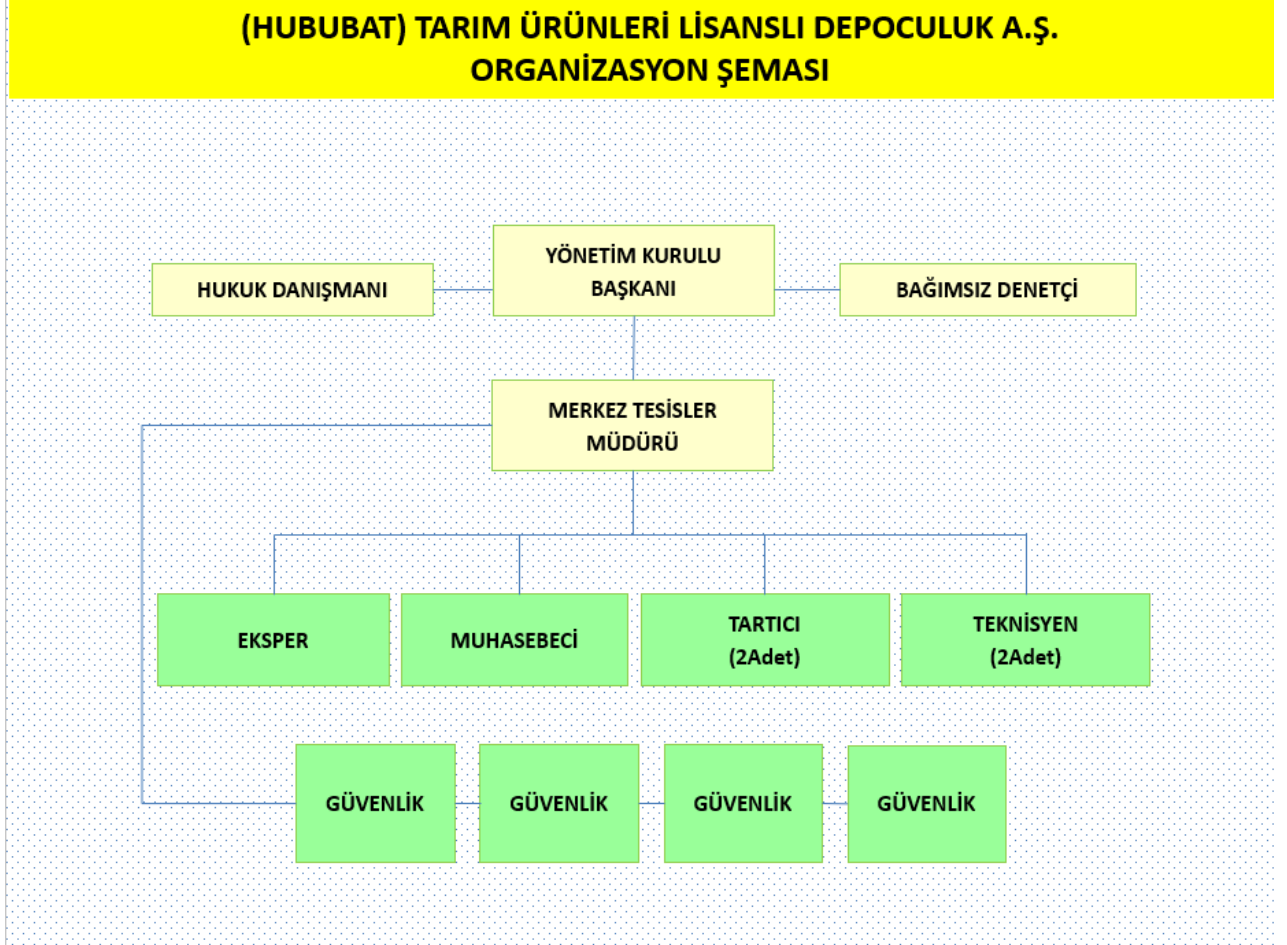 (HUBUBAT) TARIM ÜRÜNLERİ LİSANSLI DEPOCULUK A.Ş.
ORGANİZASYON ŞEMASI
YÖNETİM KURULU
BAŞKANI
HUKUK DANIŞMANI
BAĞIMSIZ DENETÇİ
MERKEZ TESİSLER
MÜDÜRÜ
EKSPER
MUHASEBECİ
TARTICI
(2Adet)
TEKNİSYEN
(2Adet)
GÜVENLİK
GÜVENLİK
GÜVENLİK
GÜVENLİK